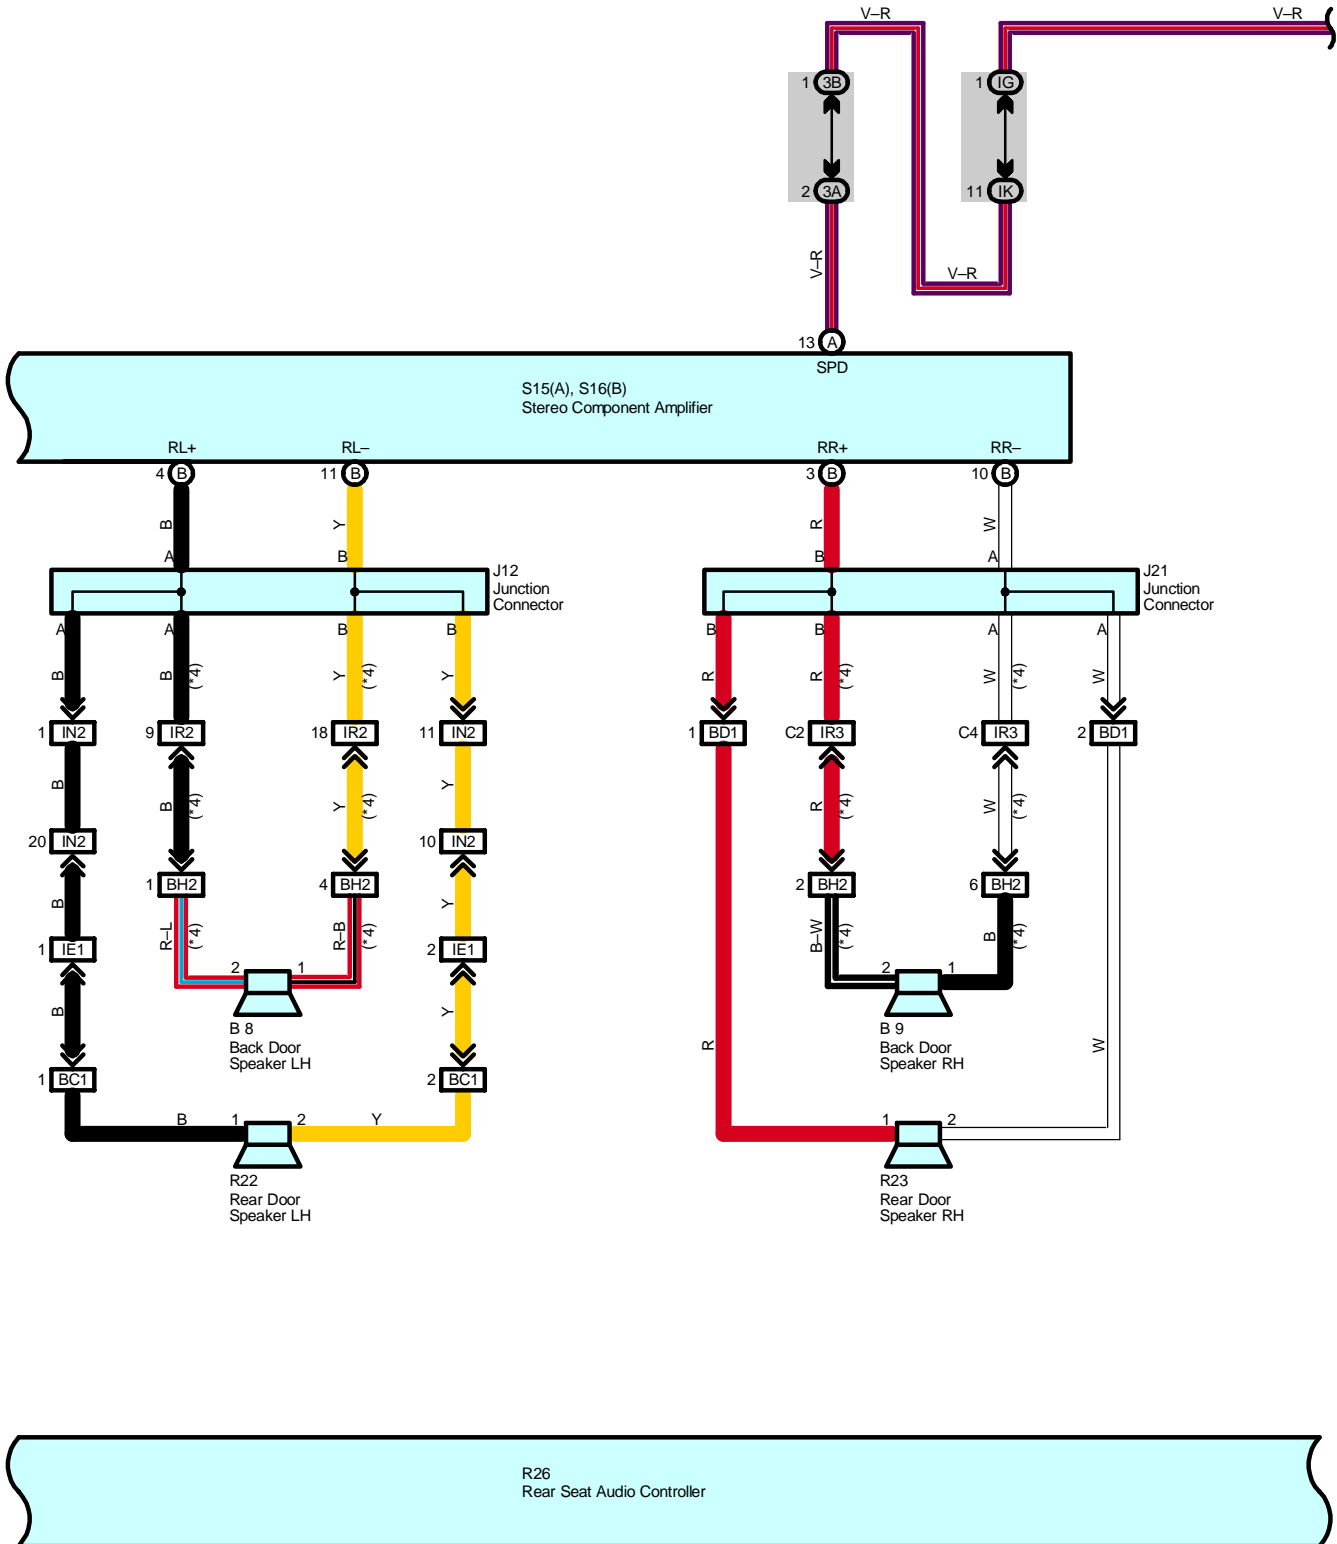 V–R V–R
1 3B 1 IG
2 3A 11 IK
V–R V–R
13 A
SPD
S15(A), S16(B)
Stereo Component Amplifier
RL+ RL– RR+ RR–
4 B 11 B 3 B 10 B
B Y R W
A B B A
J12
Junction
Connector
J21
Junction
Connector
A A B B B B A A
B B (*4) Y (*4) Y R R (*4) W (*4) W
1 IN2 9 IR2 18 IR2 11 IN2 1 BD1 C2 IR3 C4 IR3 2 BD1
B B (*4) Y (*4) Y R (*4) W (*4)
20 IN2 10 IN2
1 BH2 4 BH2 2 BH2 6 BH2
B R–L (*4) R–B (*4) Y B–W (*4) B (*4)
1 IE1 2 IE1
2 1 2 1
B Y
B 8
Back Door
Speaker LH
B 9
Back Door
Speaker RH
R W
1 BC1 2 BC1
B 1 2 Y 1 2
R22
Rear Door
Speaker LH
R23
Rear Door
Speaker RH
R26
Rear Seat Audio Controller